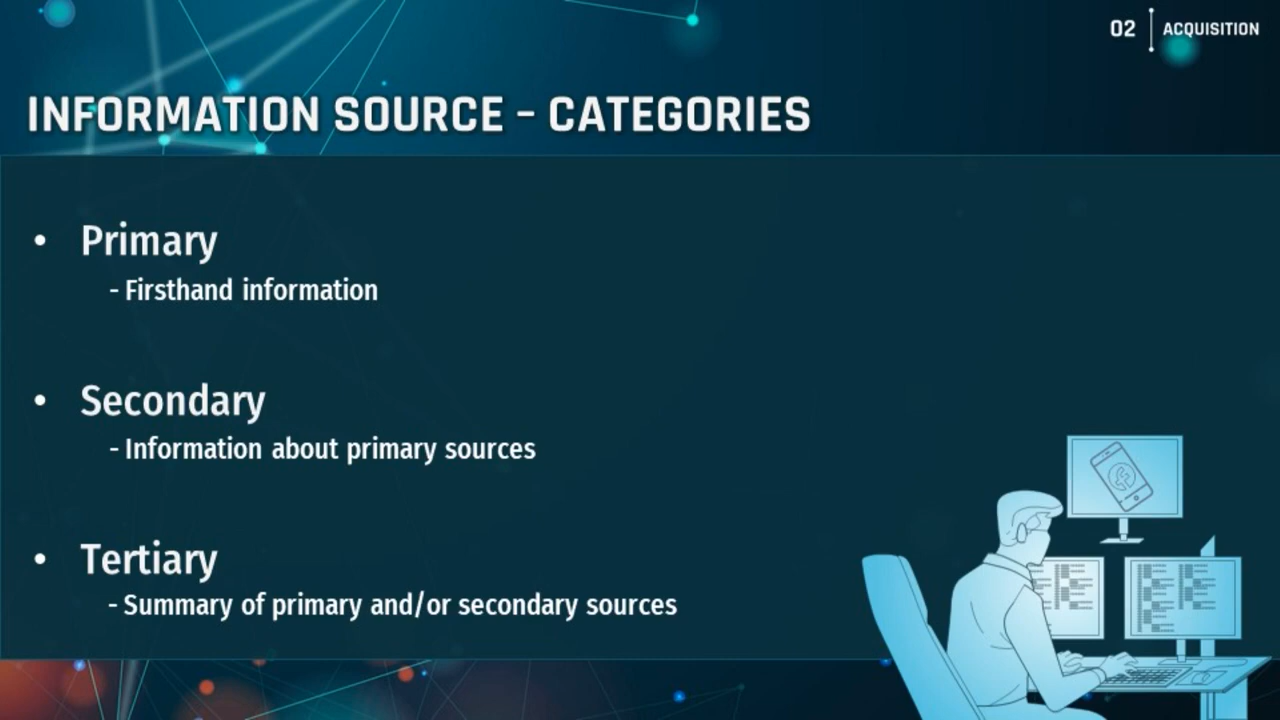 02 ACQUISITION
INFORMATION SOURCE – CATEGORIES
• Primary
- Firsthand information
• Secondary
- Information about primary sources
• Tertiary
- Summary of primary and/or secondary sources